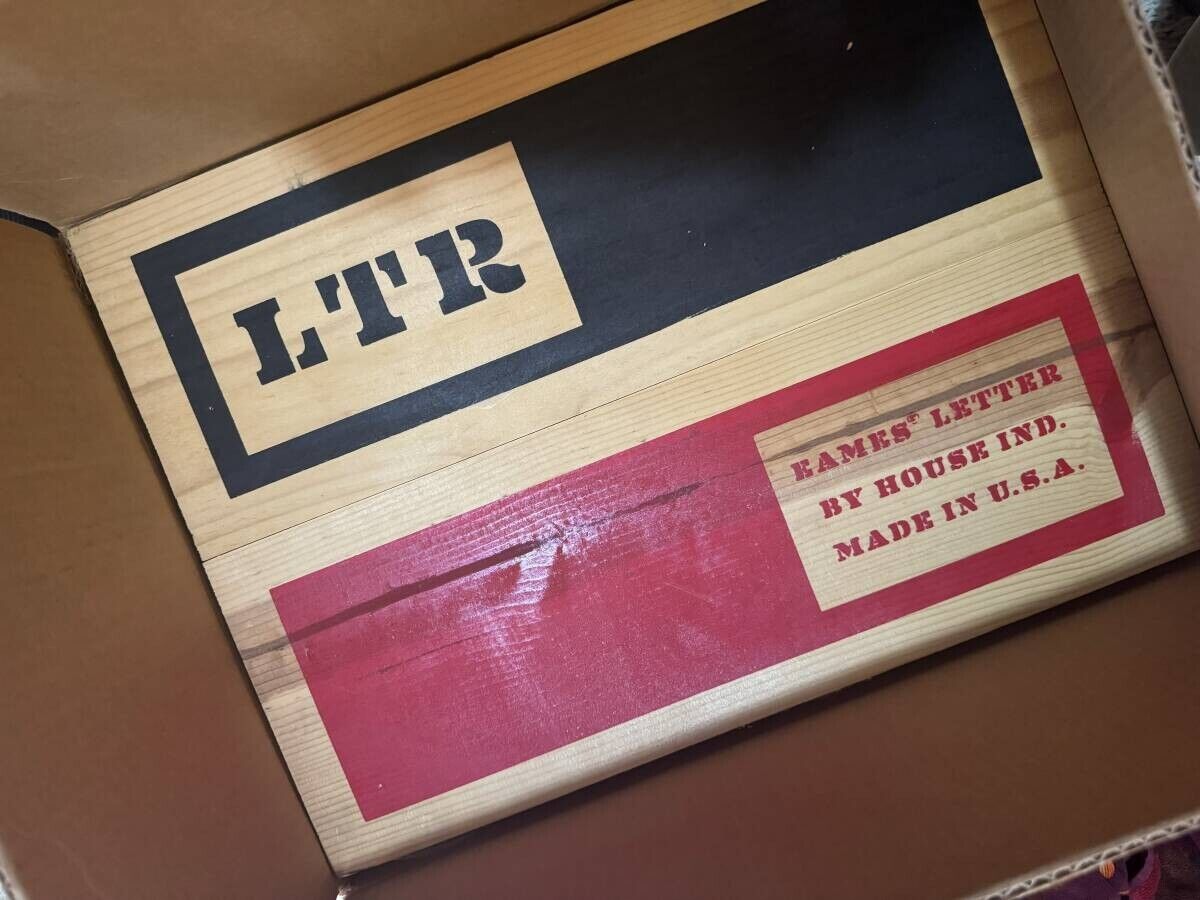 LTR
EAMES® LETTER
BY HOUSE IND.
MADE IN U.S.A.